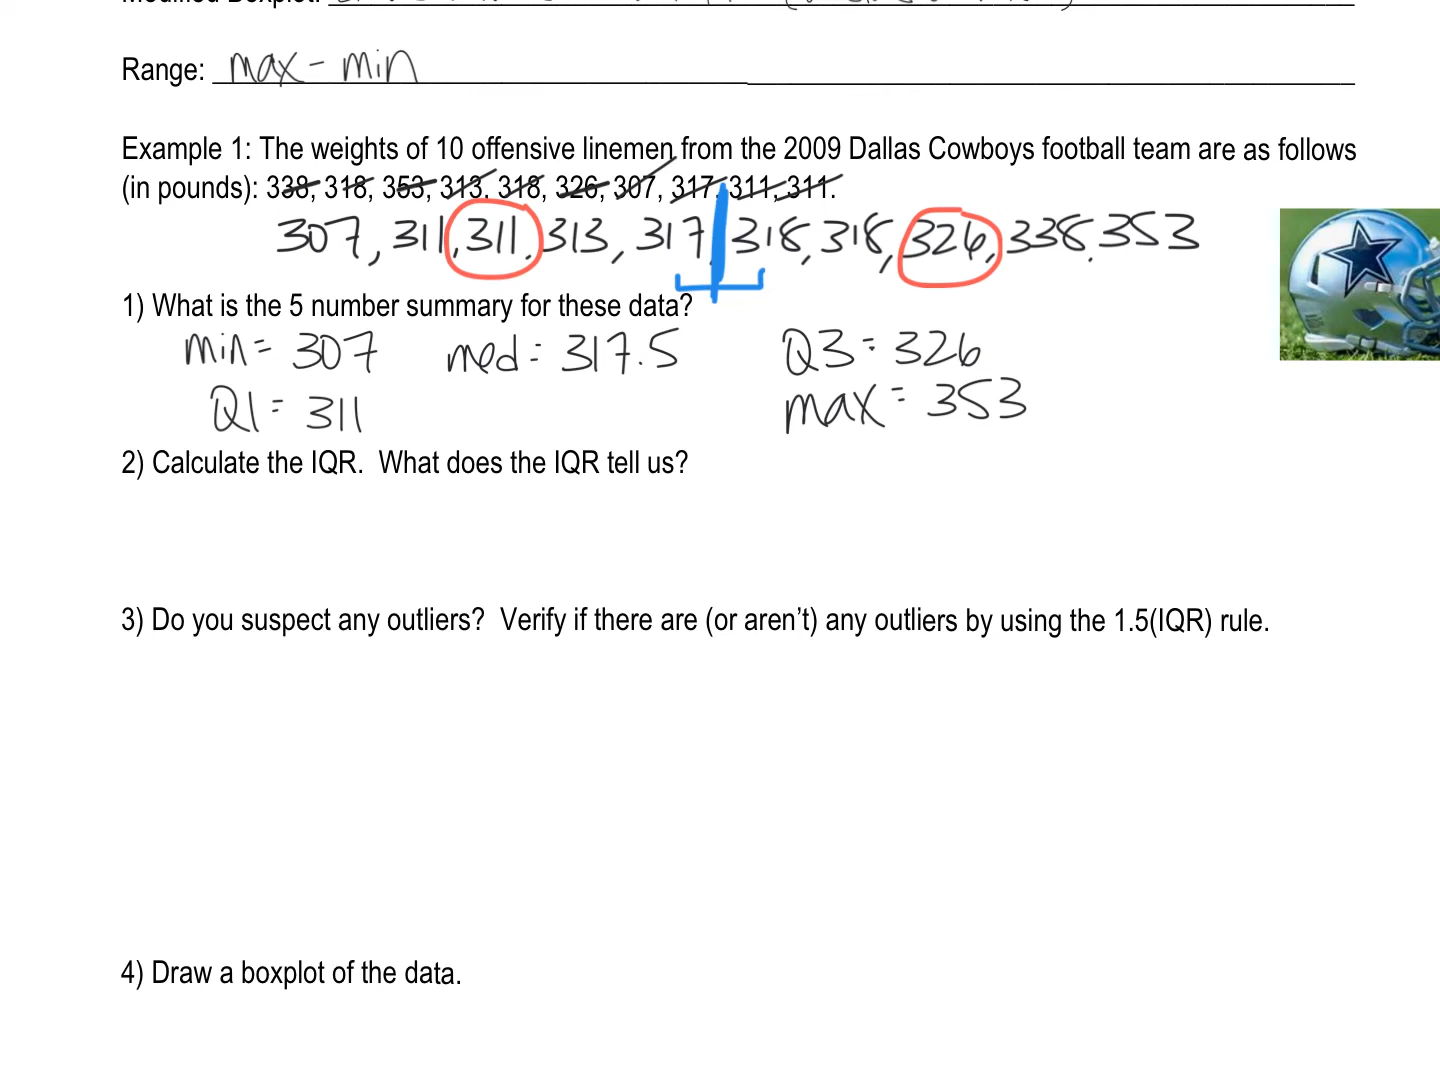 Modified Boxplot:
Range: max - min
Example 1: The weights of 10 offensive linemen from the 2009 Dallas Cowboys football team are as follows
(in pounds): 338, 318, 353, 313, 318, 326, 307, 317, 311, 311.
307, 311, 311, 313, 317, 318, 318, 326, 338, 353
1) What is the 5 number summary for these data?
min = 307 med = 317.5 Q3 = 326
Q1 = 311 max = 353
2) Calculate the IQR. What does the IQR tell us?
3) Do you suspect any outliers? Verify if there are (or aren't) any outliers by using the 1.5(IQR) rule.
4) Draw a boxplot of the data.